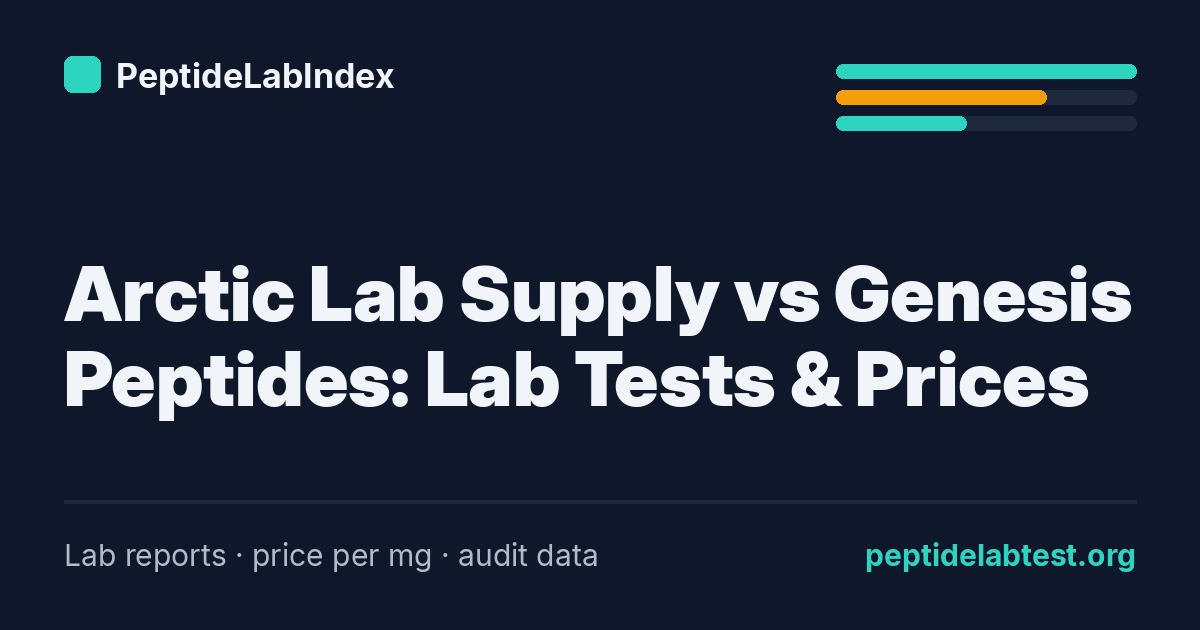 PeptideLabIndex
Arctic Lab Supply vs Genesis
Peptides: Lab Tests & Prices
Lab reports · price per mg · audit data
peptidelabtest.org